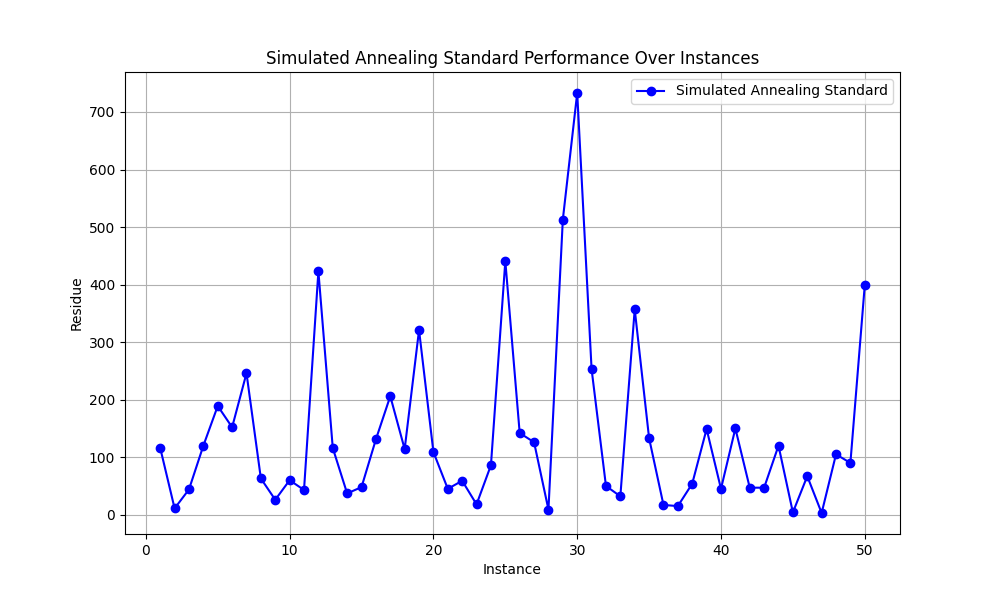 Simulated Annealing Standard Performance Over Instances
Simulated Annealing Standard
700
600
500
400
300
200
100
0
Residue
0 10 20 30 40 50
Instance